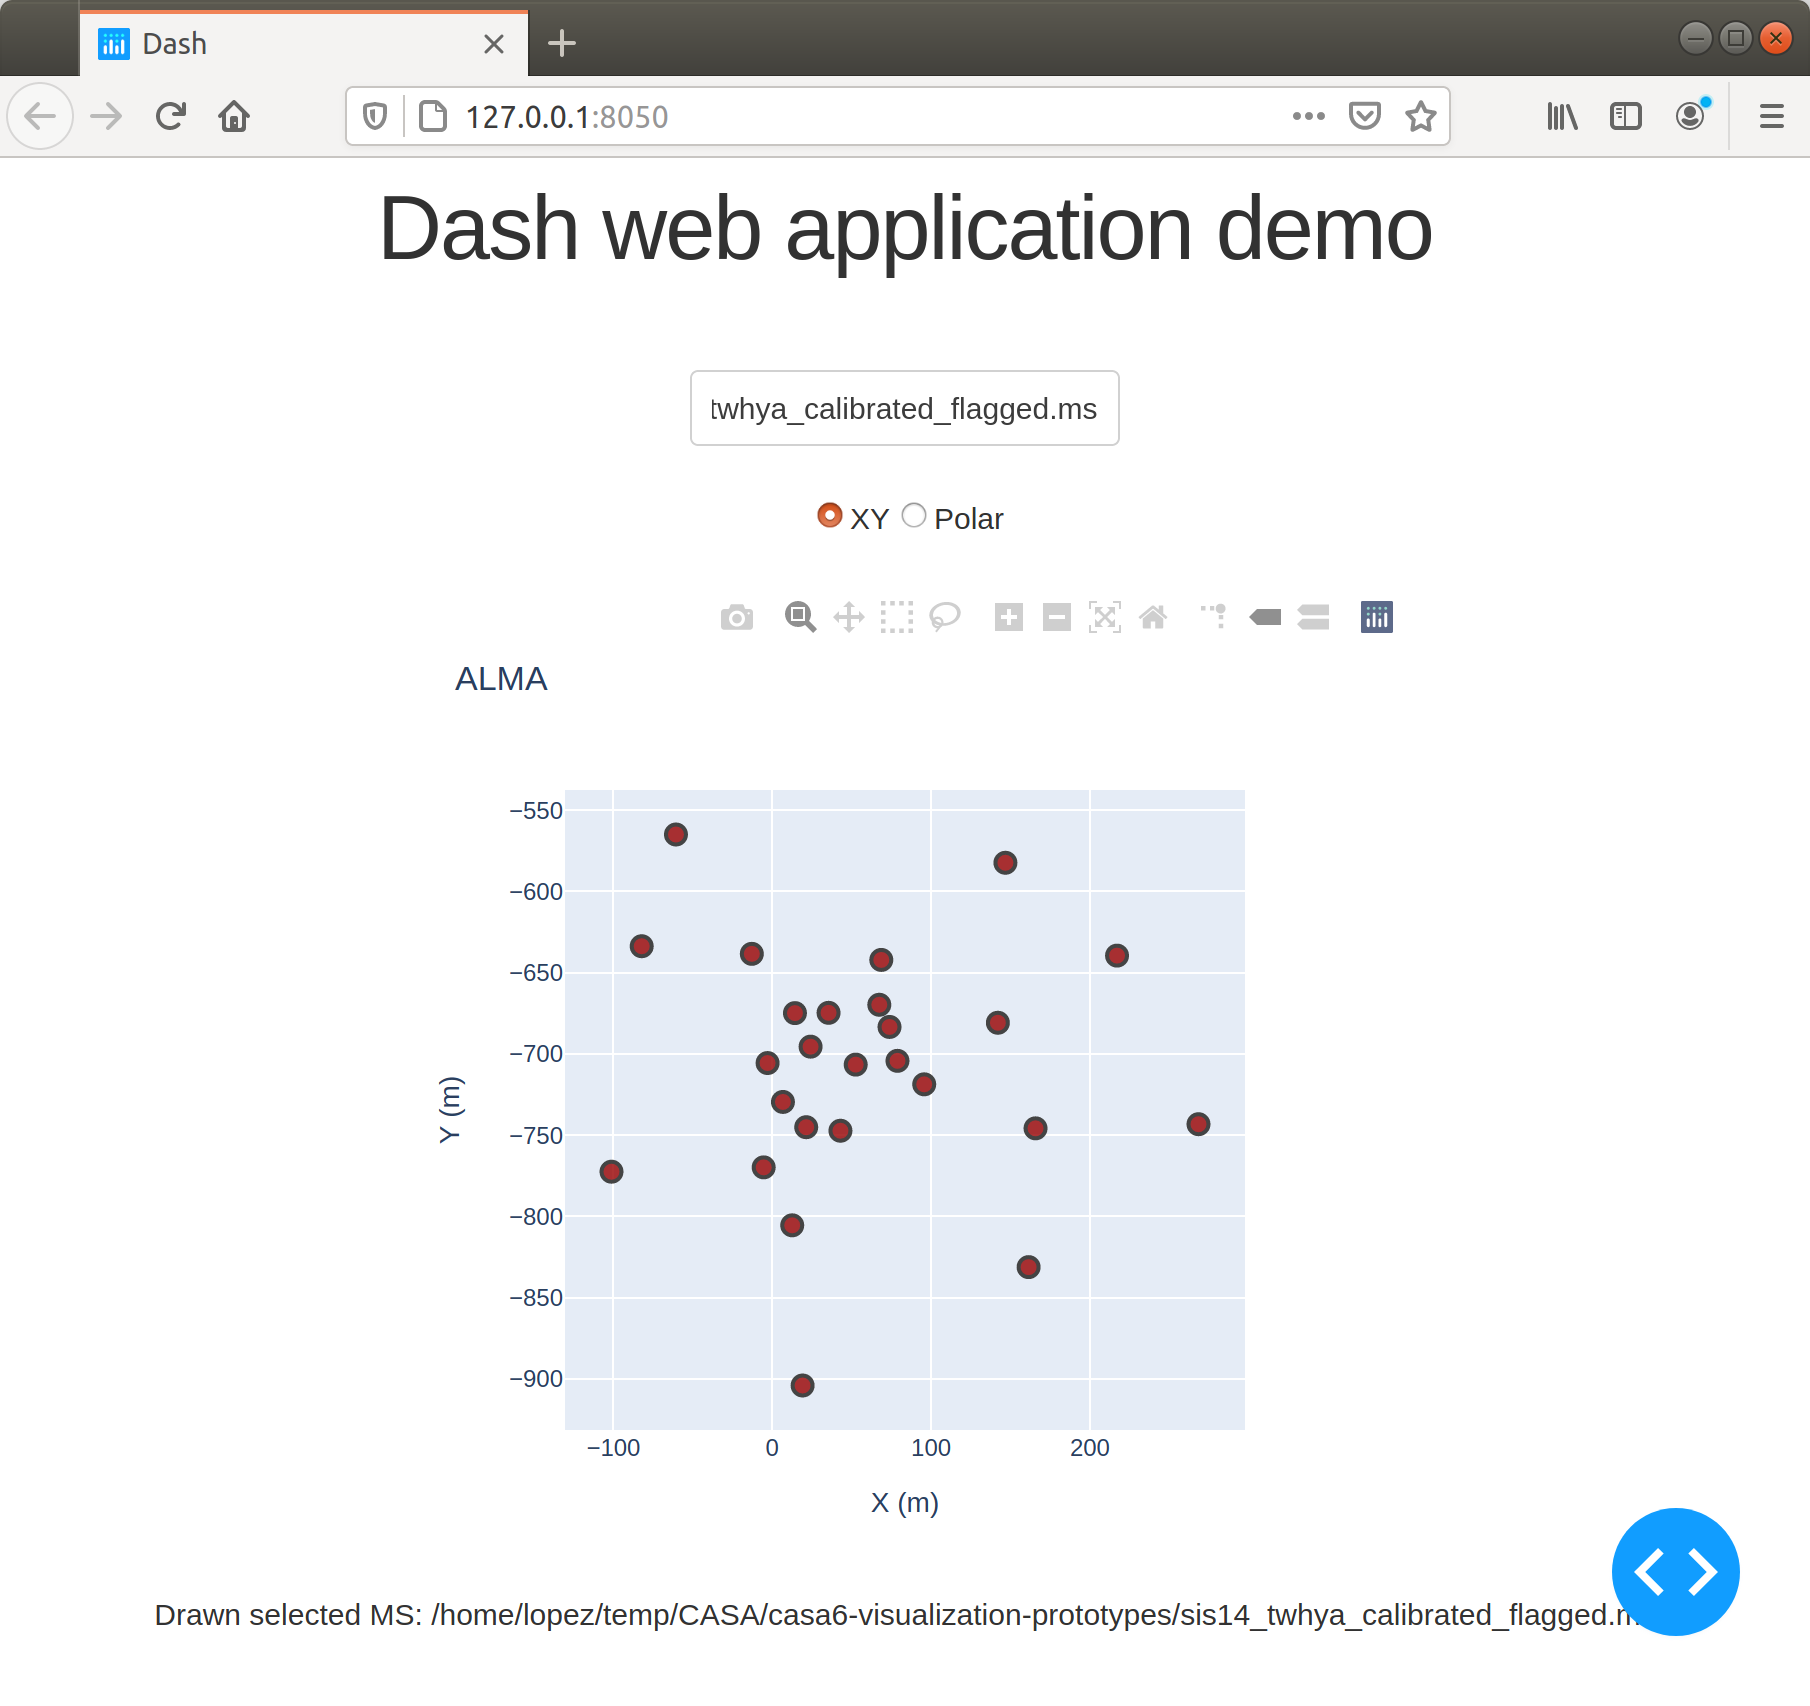 Dash
127.0.0.1:8050
Dash web application demo
twhya_calibrated_flagged.ms
XY Polar
ALMA
−550
−600
−650
−700
−750
−800
−850
−900
Y (m)
−100 0 100 200
X (m)
Drawn selected MS: /home/lopez/temp/CASA/casa6-visualization-prototypes/sis14_twhya_calibrated_flagged.m